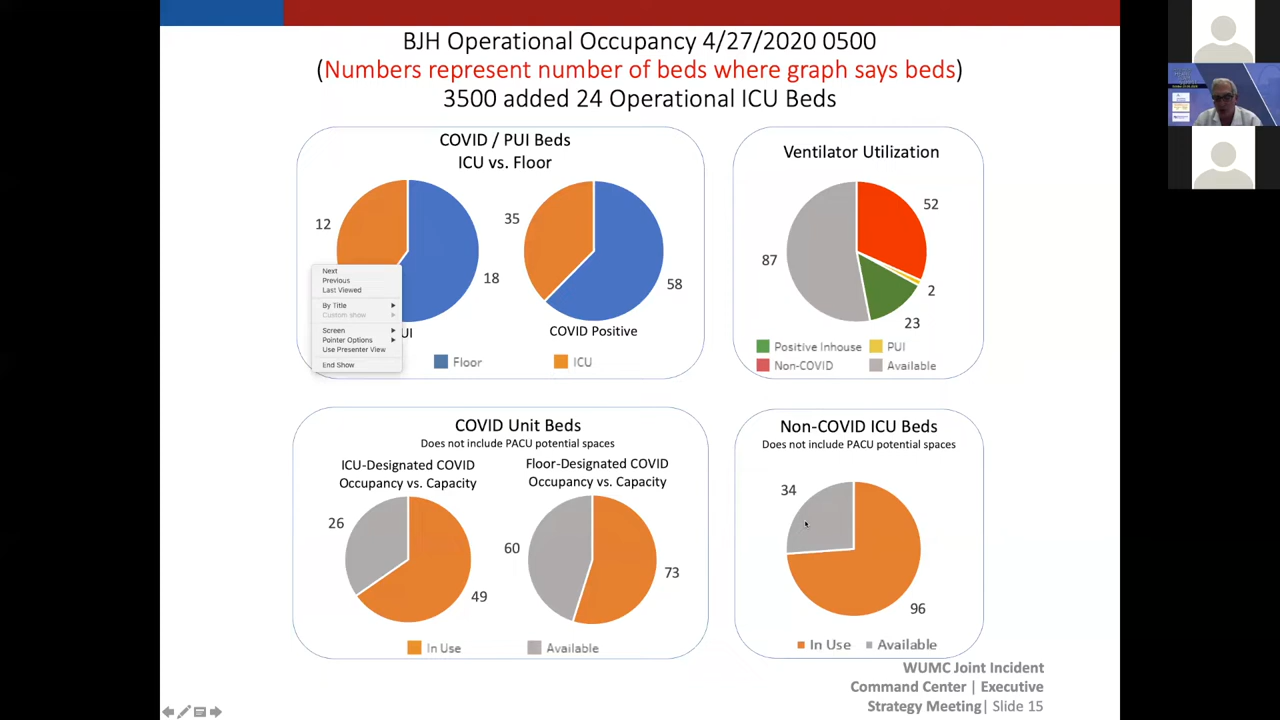 BJH Operational Occupancy 4/27/2020 0500
(Numbers represent number of beds where graph says beds)
3500 added 24 Operational ICU Beds
COVID / PUI Beds
ICU vs. Floor
12
18
UI
35
58
COVID Positive
Floor
ICU
Next
Previous
Last Viewed
By Title
Custom show
Screen
Pointer Options
Use Presenter View
End Show
Ventilator Utilization
52
87
2
23
Positive Inhouse
PUI
Non-COVID
Available
COVID Unit Beds
Does not include PACU potential spaces
ICU-Designated COVID
Occupancy vs. Capacity
26
49
Floor-Designated COVID
Occupancy vs. Capacity
60
73
In Use
Available
Non-COVID ICU Beds
Does not include PACU potential spaces
34
96
In Use
Available
WUMC Joint Incident
Command Center | Executive
Strategy Meeting| Slide 15